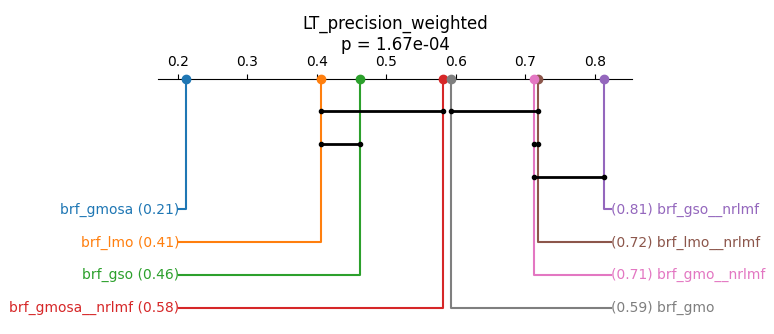 LT_precision_weighted
p = 1.67e-04
0.2 0.3 0.4 0.5 0.6 0.7 0.8
brf_gmosa (0.21) (0.81) brf_gso__nrlmf
brf_lmo (0.41) (0.72) brf_lmo__nrlmf
brf_gso (0.46) (0.71) brf_gmo__nrlmf
brf_gmosa__nrlmf (0.58) (0.59) brf_gmo